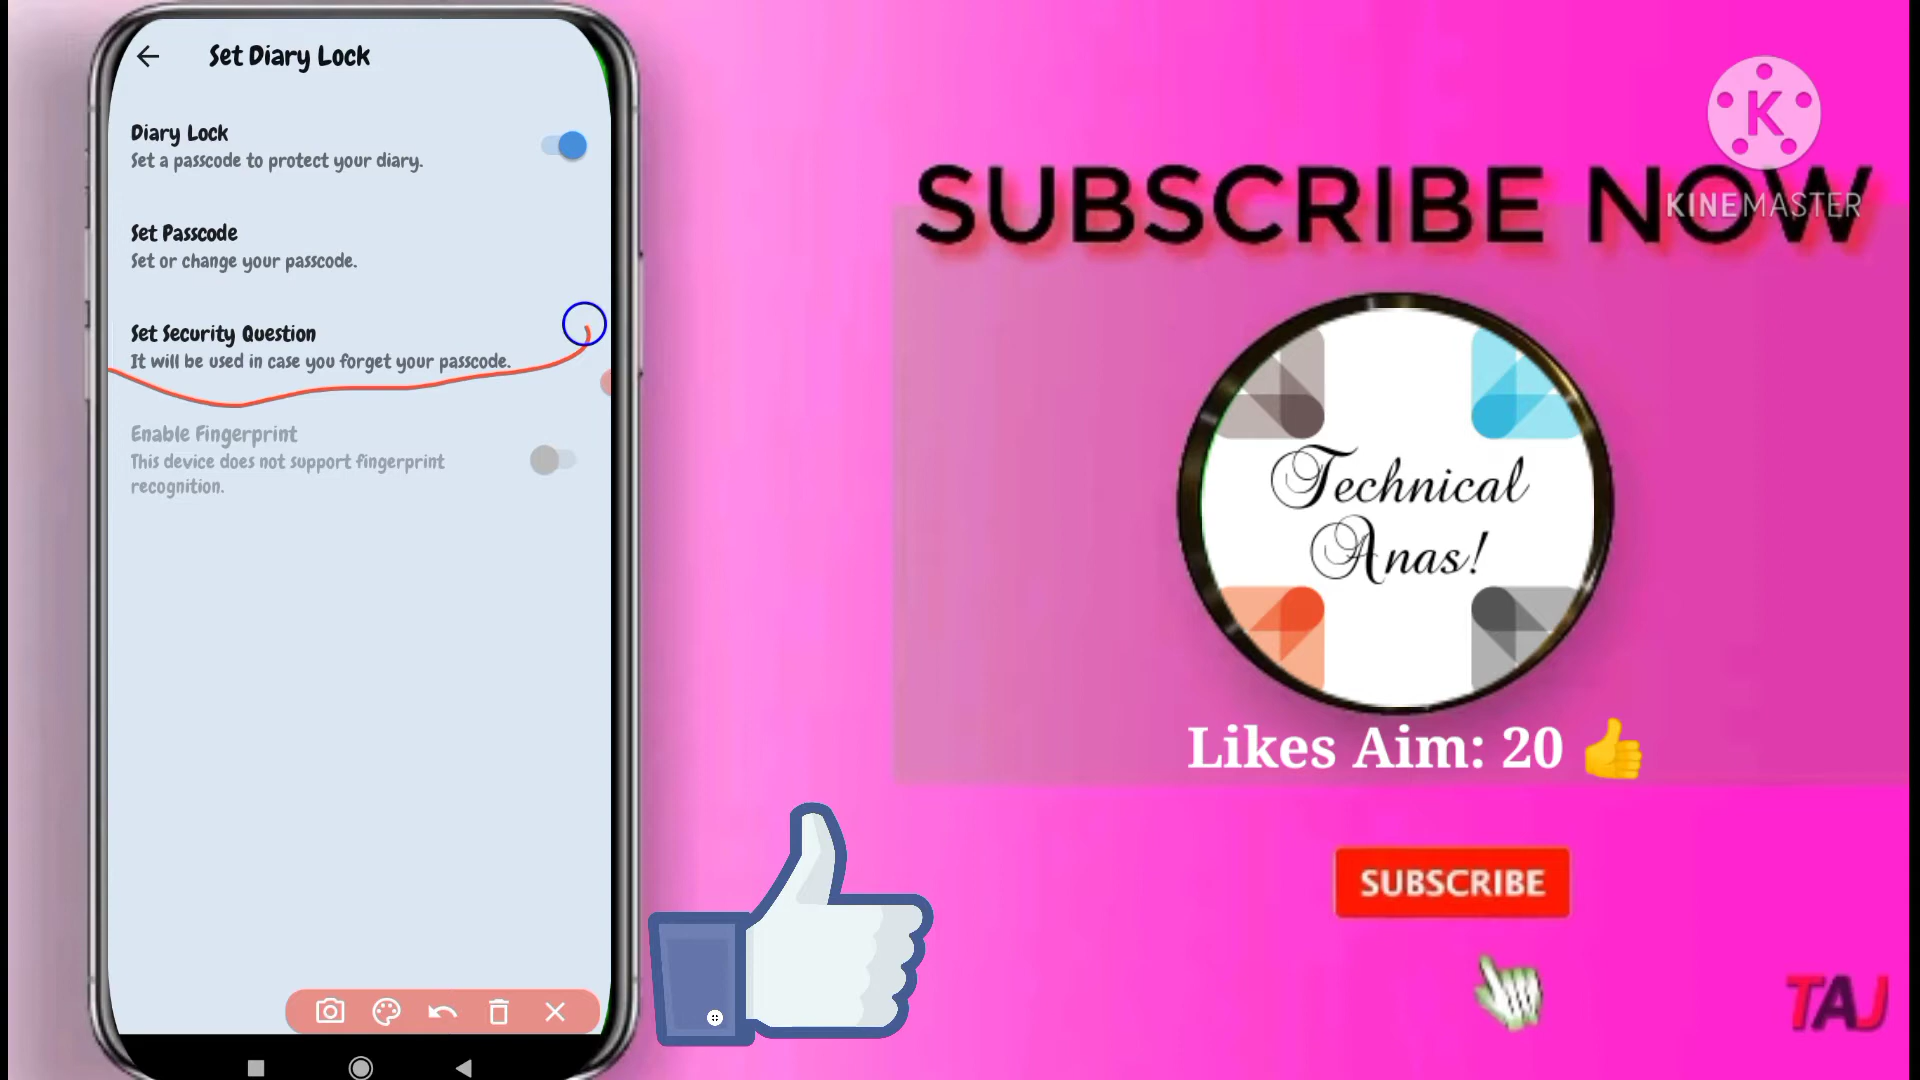 Set Diary Lock
Diary Lock
Set a passcode to protect your diary.
Set Passcode
Set or change your passcode.
Set Security Question
It will be used in case you forget your passcode.
Enable Fingerprint
This device does not support fingerprint
recognition.
K
KINEMASTER
SUBSCRIBE NOW
Technical
Anas!
Likes Aim: 20 👍
SUBSCRIBE
TAJ